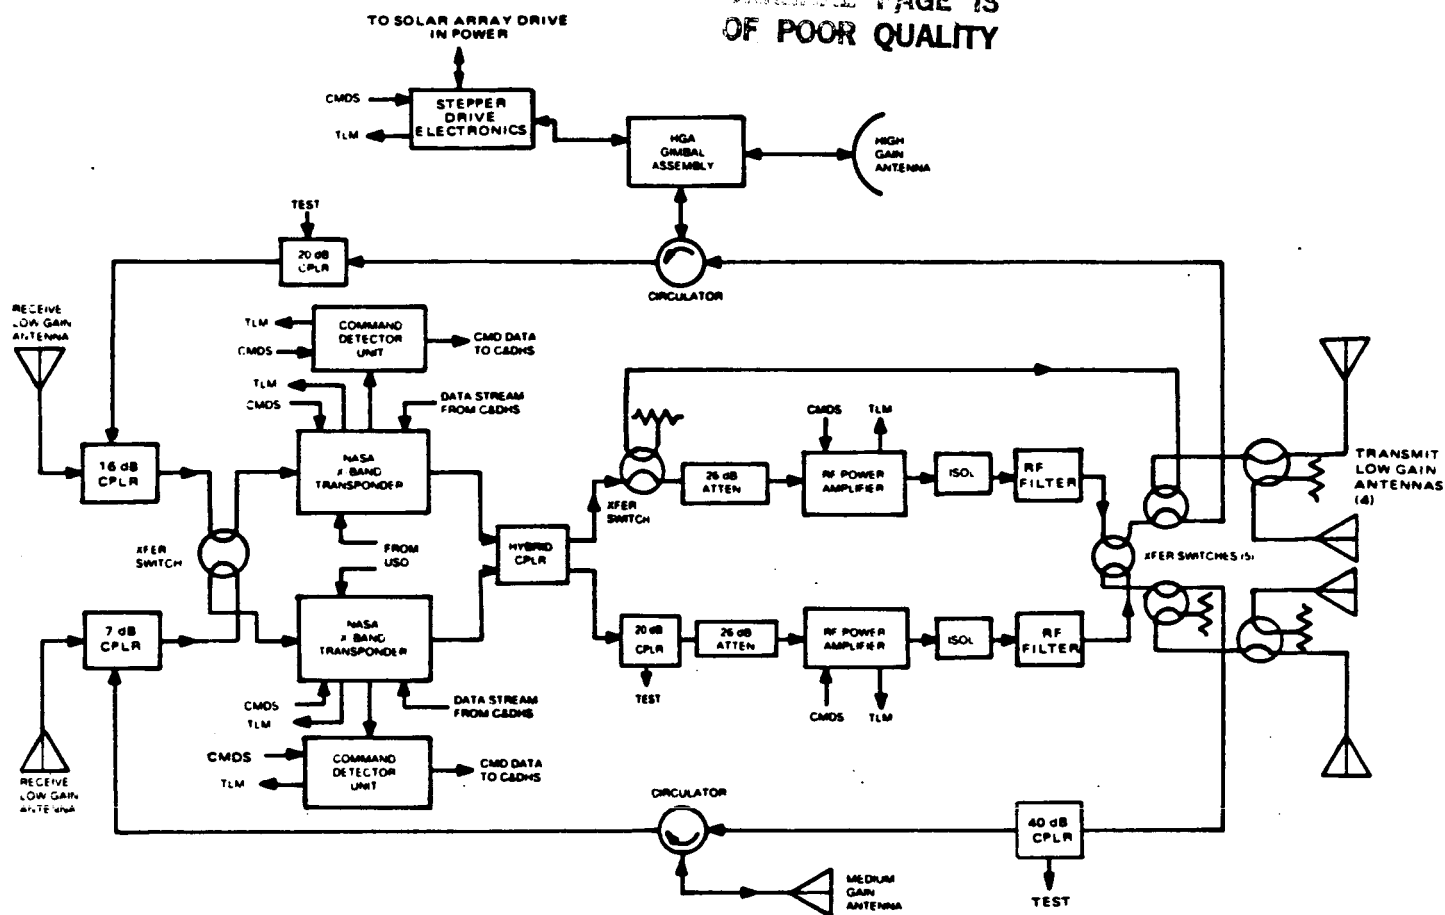 PAGE IS
OF POOR QUALITY
TO SOLAR ARRAY DRIVE
IN POWER
CMDS
TLM
STEPPER
DRIVE
ELECTRONICS
HGA
GIMBAL
ASSEMBLY
HIGH
GAIN
ANTENNA
TEST
20 dB
CPLR
CIRCULATOR
RECEIVE
LOW GAIN
ANTENNA
TLM
CMDS
COMMAND
DETECTOR
UNIT
CMD DATA
TO C&DHS
TLM
CMDS
DATA STREAM
FROM C&DHS
16 dB
CPLR
NASA
X-BAND
TRANSPONDER
XFER
SWITCH
CMDS
TLM
26 dB
ATTEN
RF POWER
AMPLIFIER
ISOL
RF
FILTER
TRANSMIT
LOW GAIN
ANTENNAS
(4)
XFER
SWITCH
FROM
USO
HYBRID
CPLR
XFER SWITCHES (5)
7 dB
CPLR
NASA
X-BAND
TRANSPONDER
20 dB
CPLR
TEST
26 dB
ATTEN
RF POWER
AMPLIFIER
ISOL
RF
FILTER
CMDS
TLM
CMDS
TLM
DATA STREAM
FROM C&DHS
CMDS
TLM
COMMAND
DETECTOR
UNIT
CMD DATA
TO C&DHS
RECEIVE
LOW GAIN
ANTENNA
CIRCULATOR
40 dB
CPLR
TEST
MEDIUM
GAIN
ANTENNA